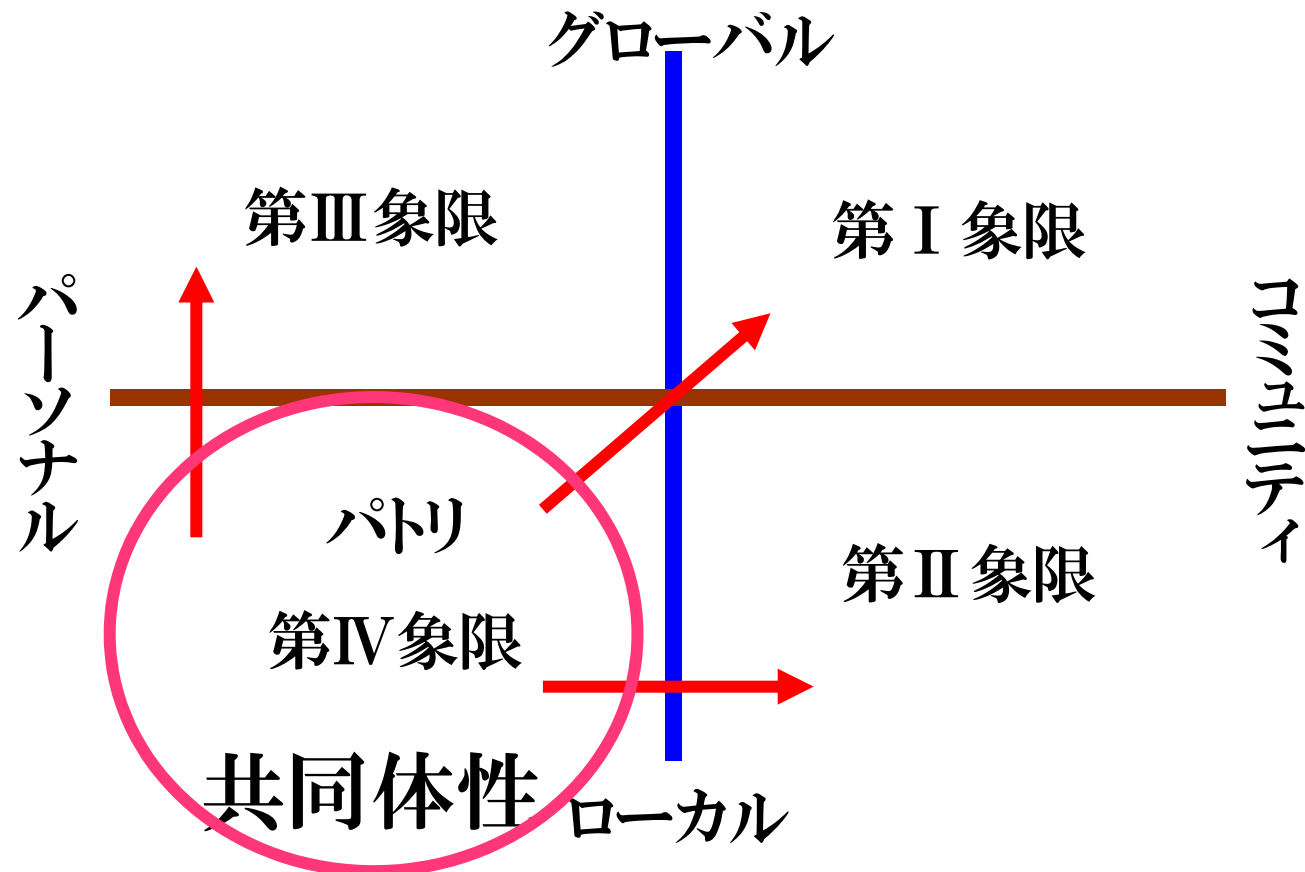 グローバル
第Ⅲ象限
第Ⅰ象限
パーソナル
コミュニティ
パトリ
第Ⅱ象限
第Ⅳ象限
共同体性
ローカル